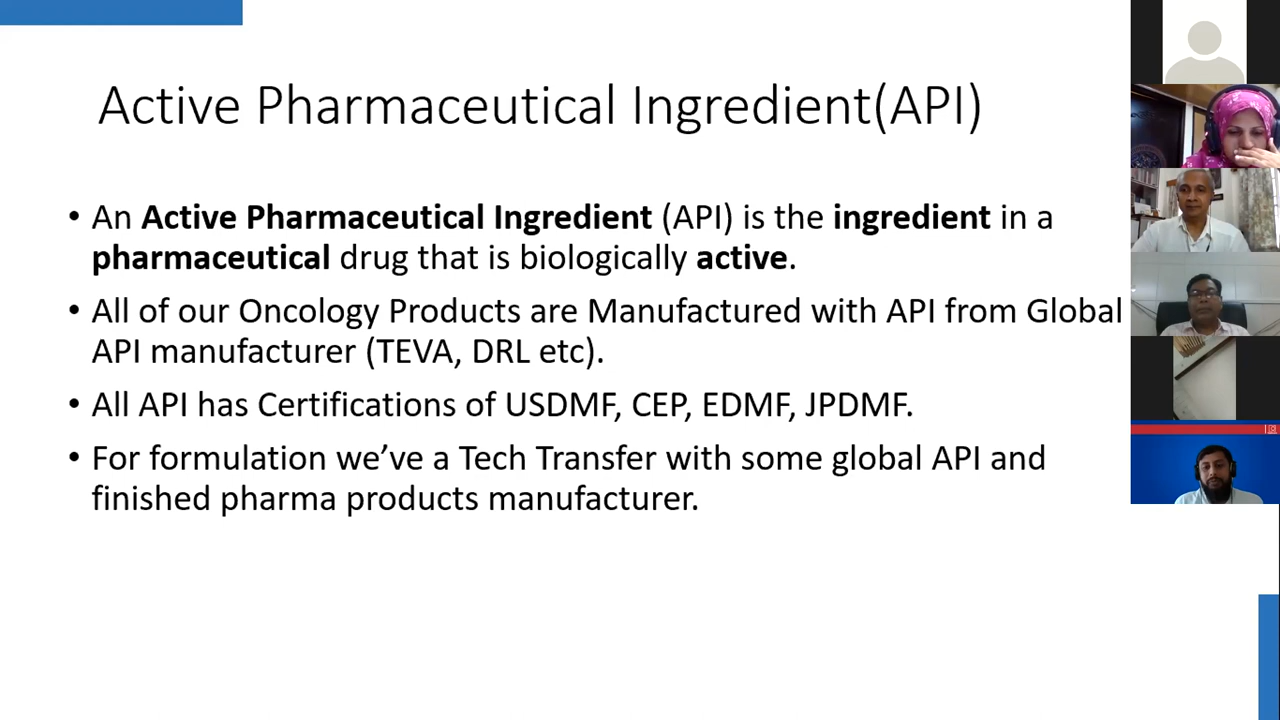 Active Pharmaceutical Ingredient(API)
• An Active Pharmaceutical Ingredient (API) is the ingredient in a
pharmaceutical drug that is biologically active.
• All of our Oncology Products are Manufactured with API from Global
API manufacturer (TEVA, DRL etc).
• All API has Certifications of USDMF, CEP, EDMF, JPDMF.
• For formulation we’ve a Tech Transfer with some global API and
finished pharma products manufacturer.